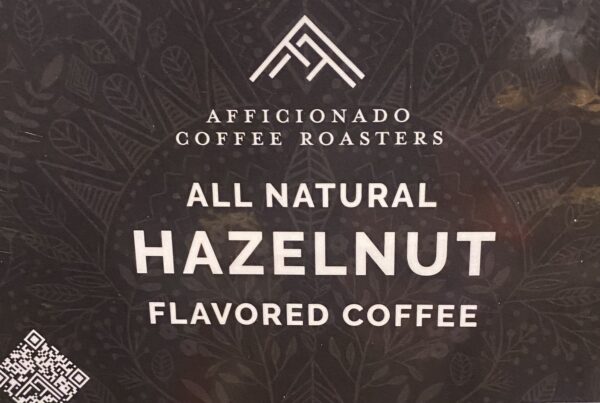 AFFICIONADO
COFFEE ROASTERS
ALL NATURAL
HAZELNUT
FLAVORED COFFEE